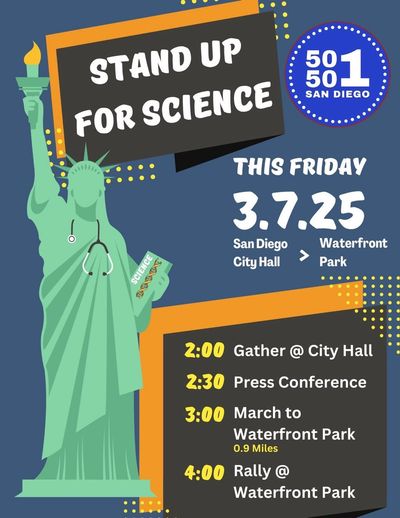 STAND UP
FOR SCIENCE
50
50 1
SAN DIEGO
THIS FRIDAY
3.7.25
San Diego
City Hall
>
Waterfront
Park
SCIENCE
2:00 Gather @ City Hall
2:30 Press Conference
3:00 March to
Waterfront Park
0.9 Miles
4:00 Rally @
Waterfront Park